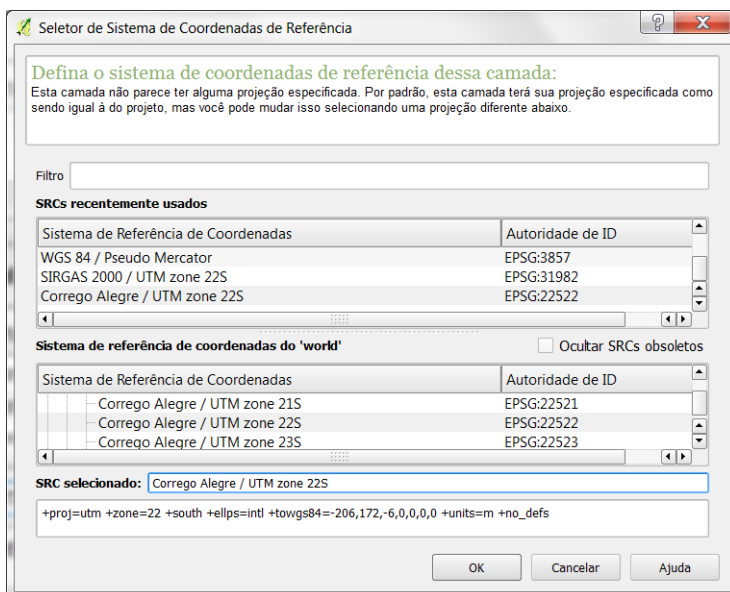 Seletor de Sistema de Coordenadas de Referência
Defina o sistema de coordenadas de referência dessa camada:
Esta camada não parece ter alguma projeção especificada. Por padrão, esta camada terá sua projeção especificada como
sendo igual à do projeto, mas você pode mudar isso selecionando uma projeção diferente abaixo.
Filtro
SRCs recentemente usados
Sistema de Referência de Coordenadas Autoridade de ID
WGS 84 / Pseudo Mercator EPSG:3857
SIRGAS 2000 / UTM zone 22S EPSG:31982
Corrego Alegre / UTM zone 22S EPSG:22522
Sistema de referência de coordenadas do 'world' Ocultar SRCs obsoletos
Sistema de Referência de Coordenadas Autoridade de ID
Corrego Alegre / UTM zone 21S EPSG:22521
Corrego Alegre / UTM zone 22S EPSG:22522
Corrego Alegre / UTM zone 23S EPSG:22523
SRC selecionado: Corrego Alegre / UTM zone 22S
+proj=utm +zone=22 +south +ellps=intl +towgs84=-206,172,-6,0,0,0,0 +units=m +no_defs
OK Cancelar Ajuda